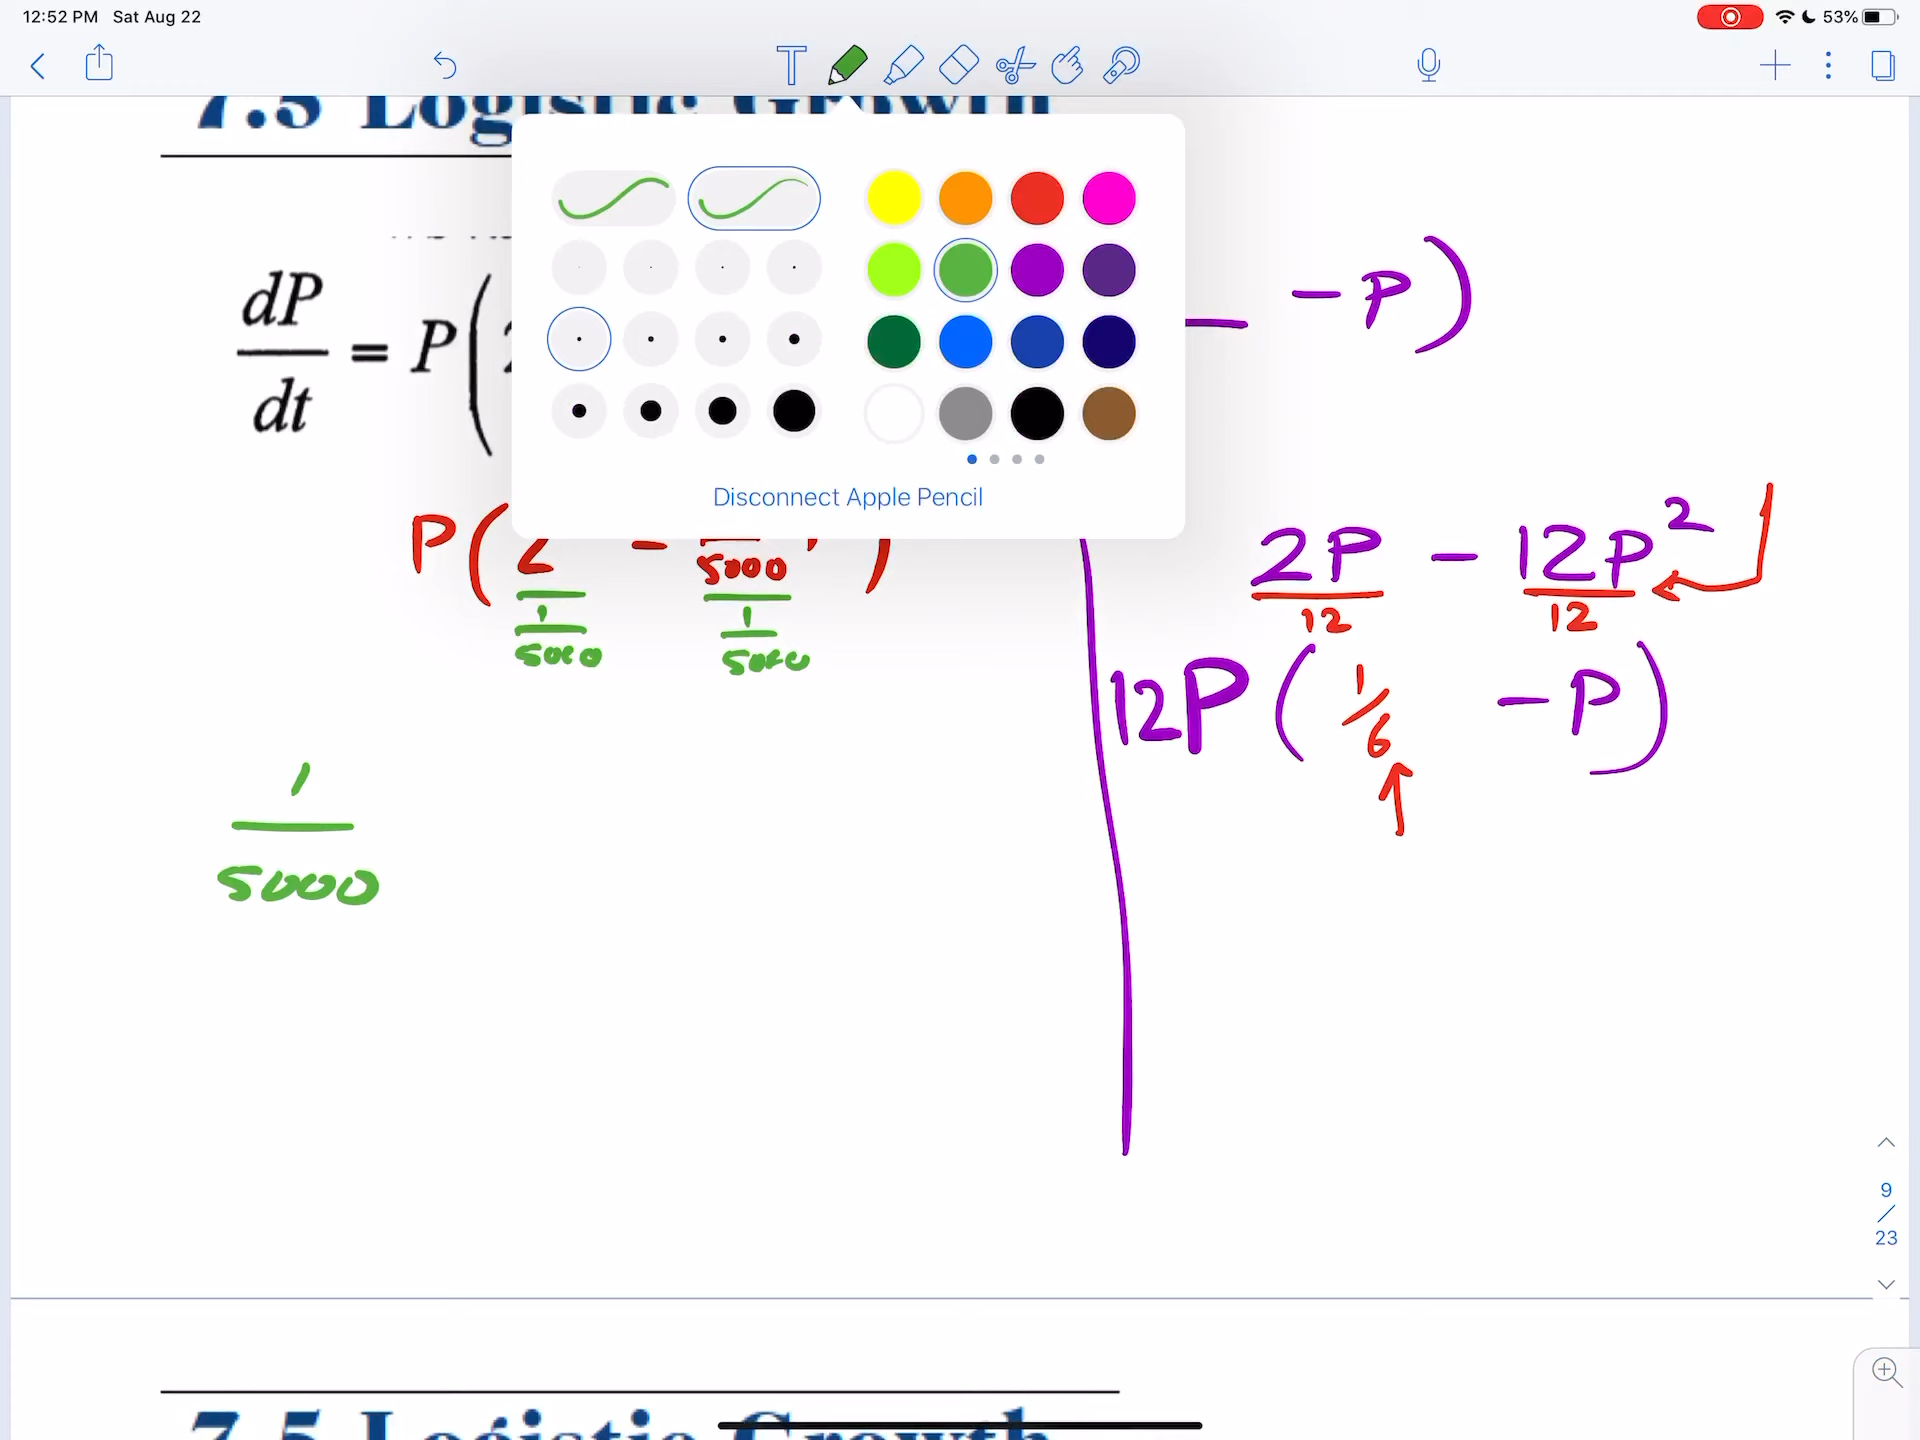 12:52 PM Sat Aug 22
53%
T
7.5 Logistic Growth
dP/dt = P(
— -P)
Disconnect Apple Pencil
P(2 - /5000 )
1/5000 1/5000
2P - 12P²
12 12
12P( 1/6 -P)
1
5000
9
/
23
7.5 Logistic Growth